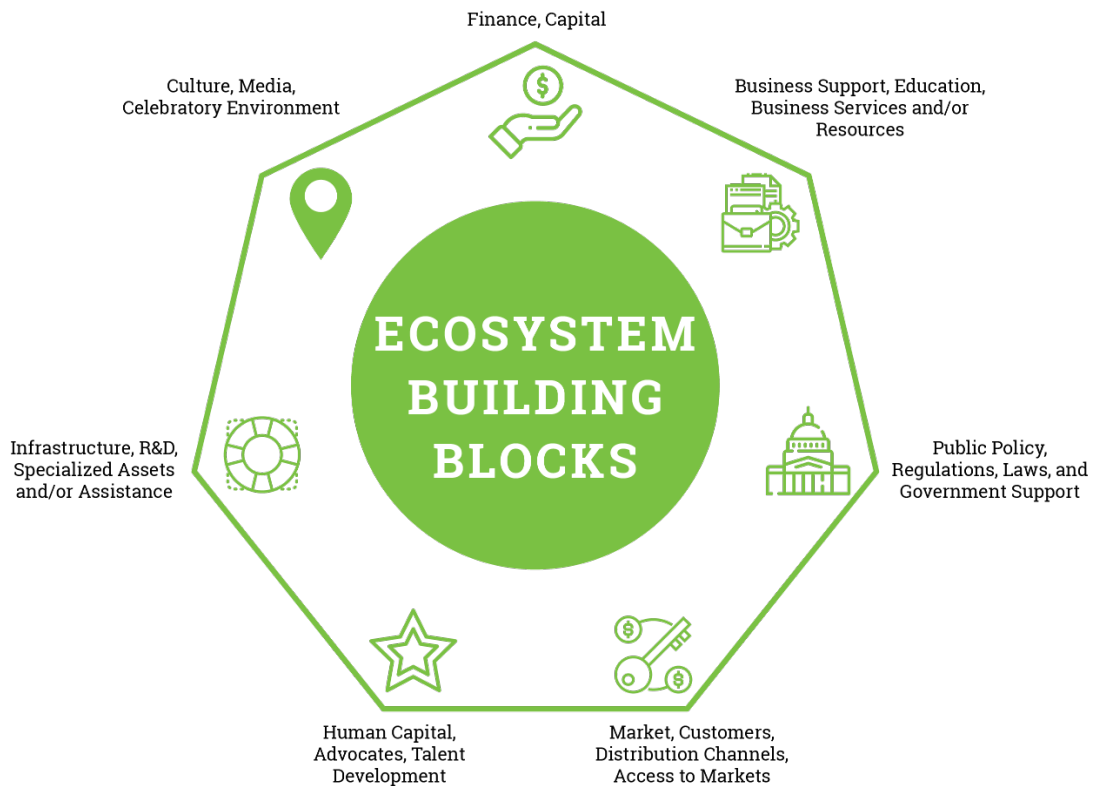 Finance, Capital
Culture, Media,
Celebratory Environment
Business Support, Education,
Business Services and/or
Resources
$
ECOSYSTEM
BUILDING
BLOCKS
Infrastructure, R&D,
Specialized Assets
and/or Assistance
Public Policy,
Regulations, Laws, and
Government Support
$
$
Human Capital,
Advocates, Talent
Development
Market, Customers,
Distribution Channels,
Access to Markets